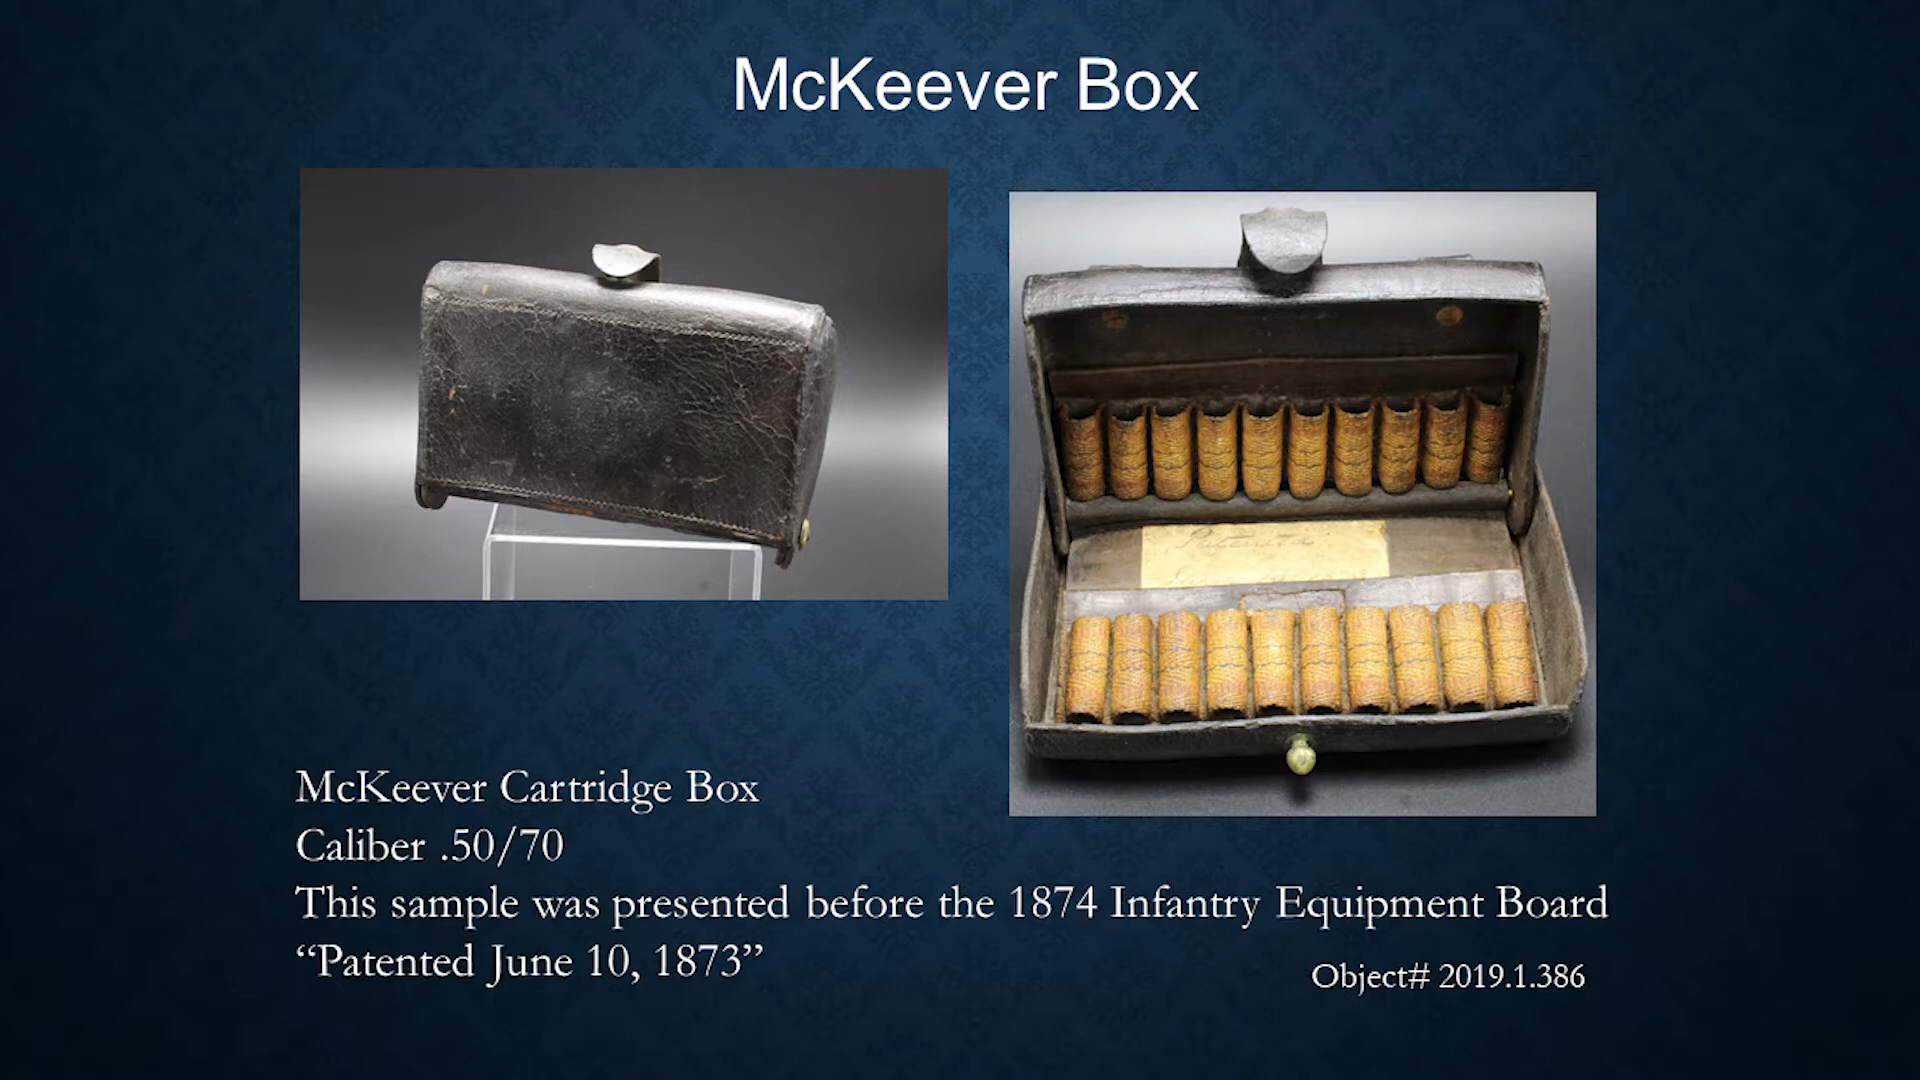 McKeever Box
Patented
McKeever Cartridge Box
Caliber .50/70
This sample was presented before the 1874 Infantry Equipment Board
“Patented June 10, 1873”
Object# 2019.1.386